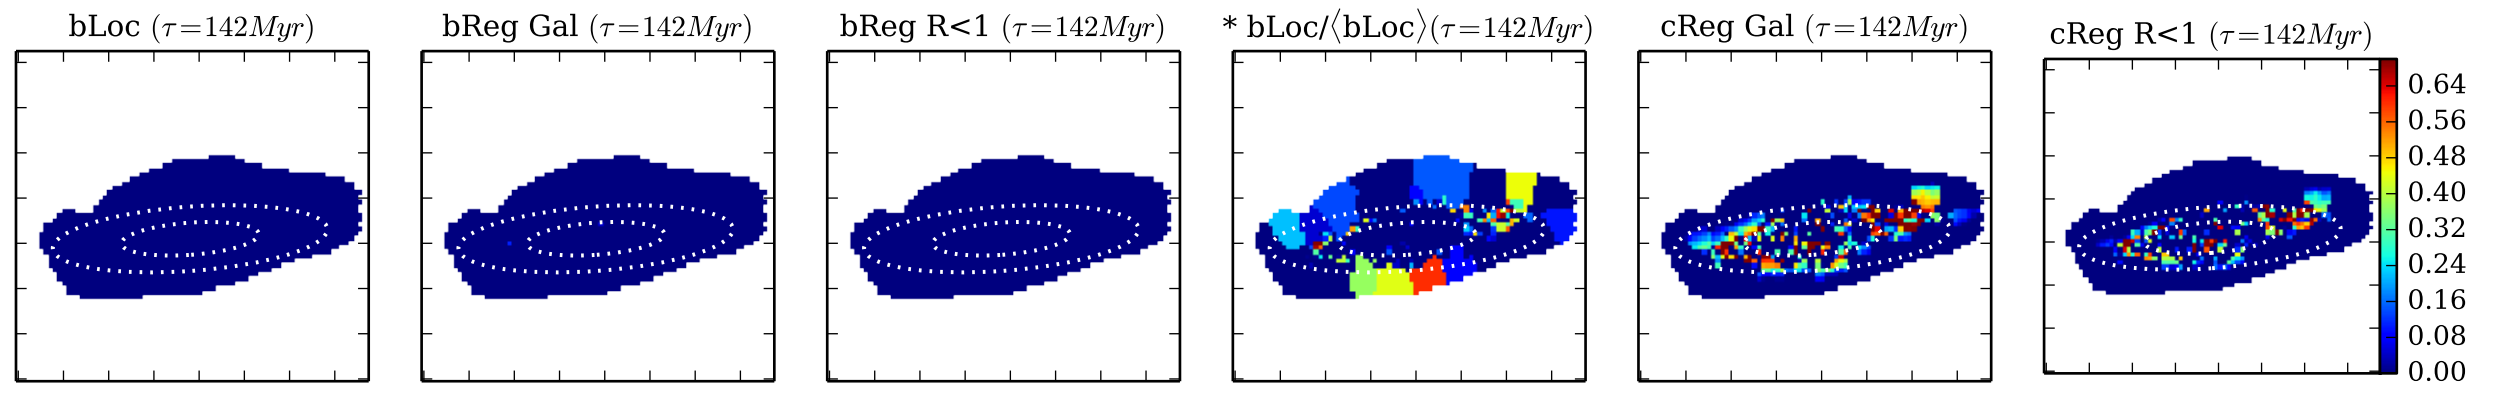 bLoc (τ=142Myr)
bReg Gal (τ=142Myr)
bReg R<1 (τ=142Myr)
* bLoc/⟨bLoc⟩(τ=142Myr)
cReg Gal (τ=142Myr)
cReg R<1 (τ=142Myr)
0.64
0.56
0.48
0.40
0.32
0.24
0.16
0.08
0.00